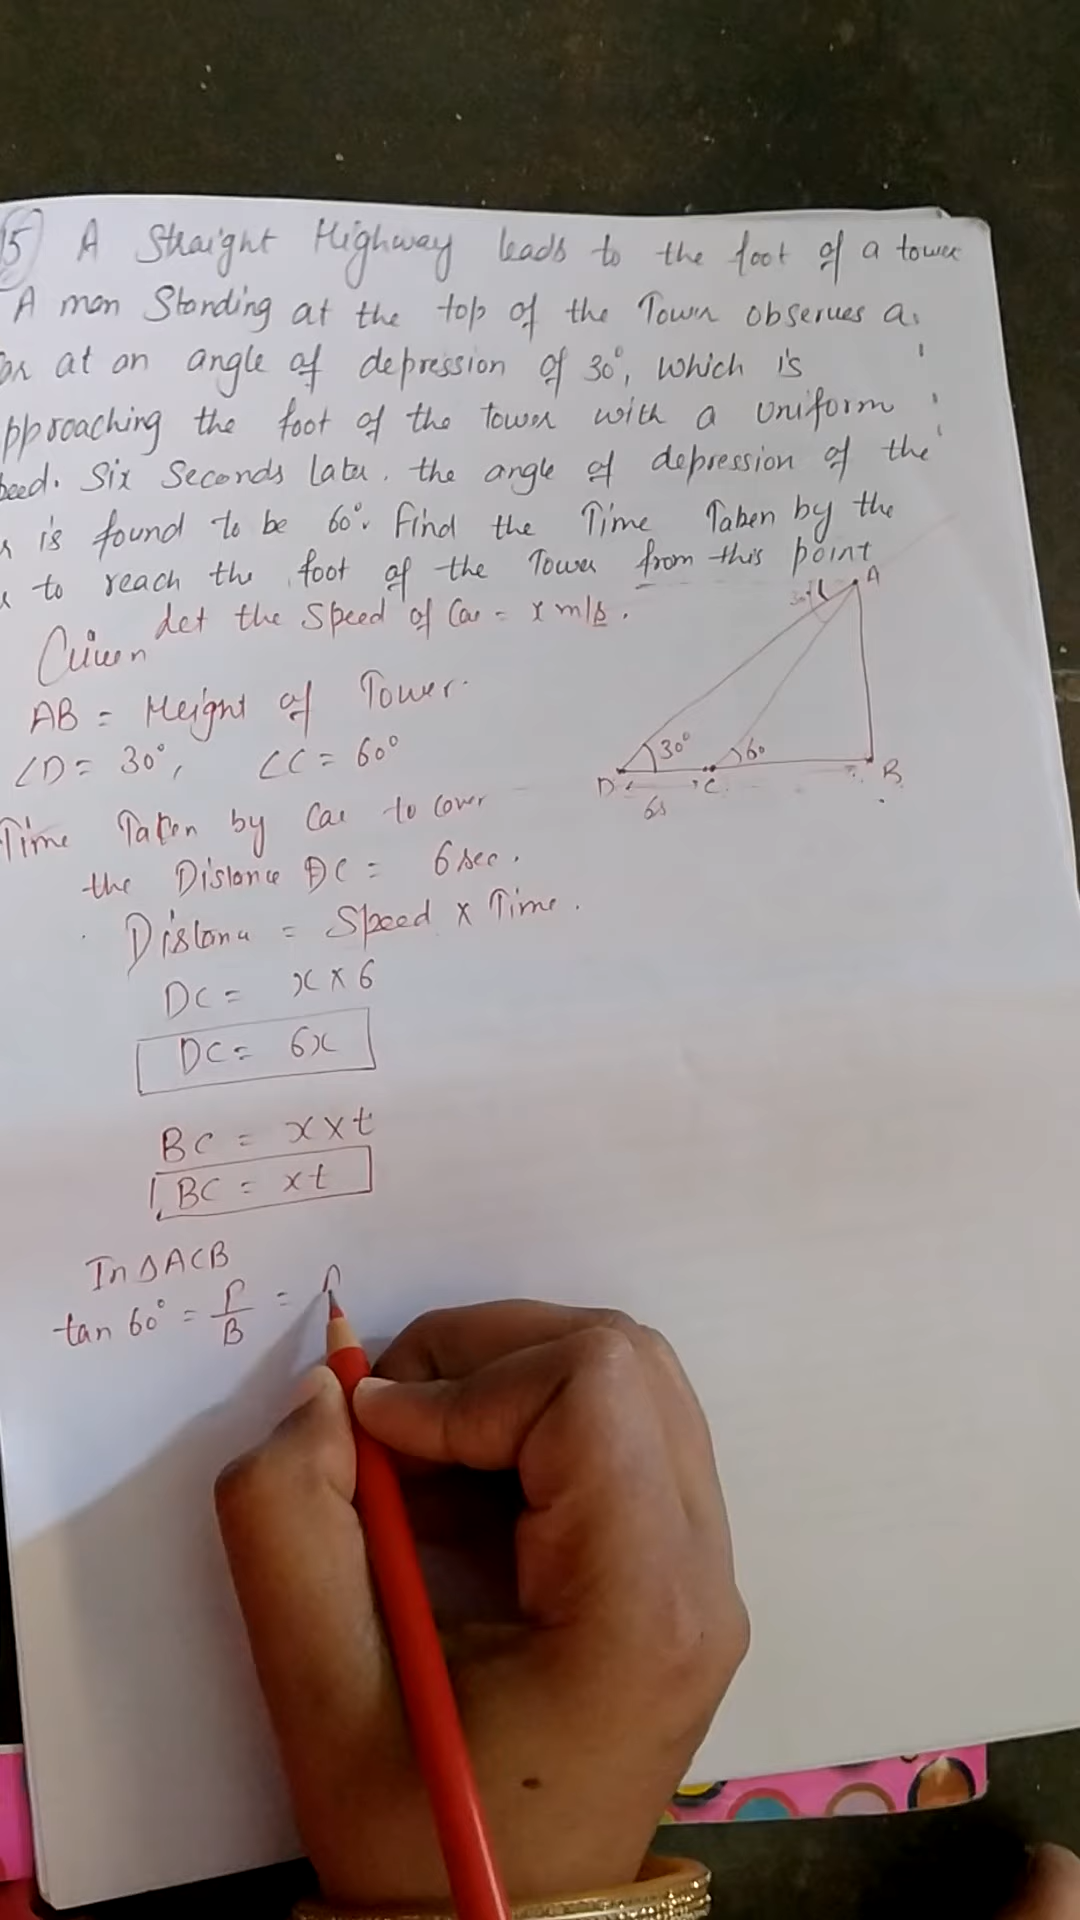 15) A Straight Highway leads to the foot of a tower
A man Standing at the top of the Tower observes a
at an angle of depression of 30°, which is
pproaching the foot of the tower with a uniform
peed. Six Seconds later, the angle of depression of the
is found to be 60°. Find the Time Taken by the
to reach the foot of the Tower from this point
Let the Speed of Car = x m/s.
Given
AB = Height of Tower.
∠D = 30°, ∠C = 60°
Time Taken by Car to cover
the Distance DC = 6 sec.
Distance = Speed x Time.
DC = x x 6
DC = 6x
BC = x x t
BC = xt
In △ACB
tan 60° = P/B =
A
30°
30°
60
D
C
B
6s